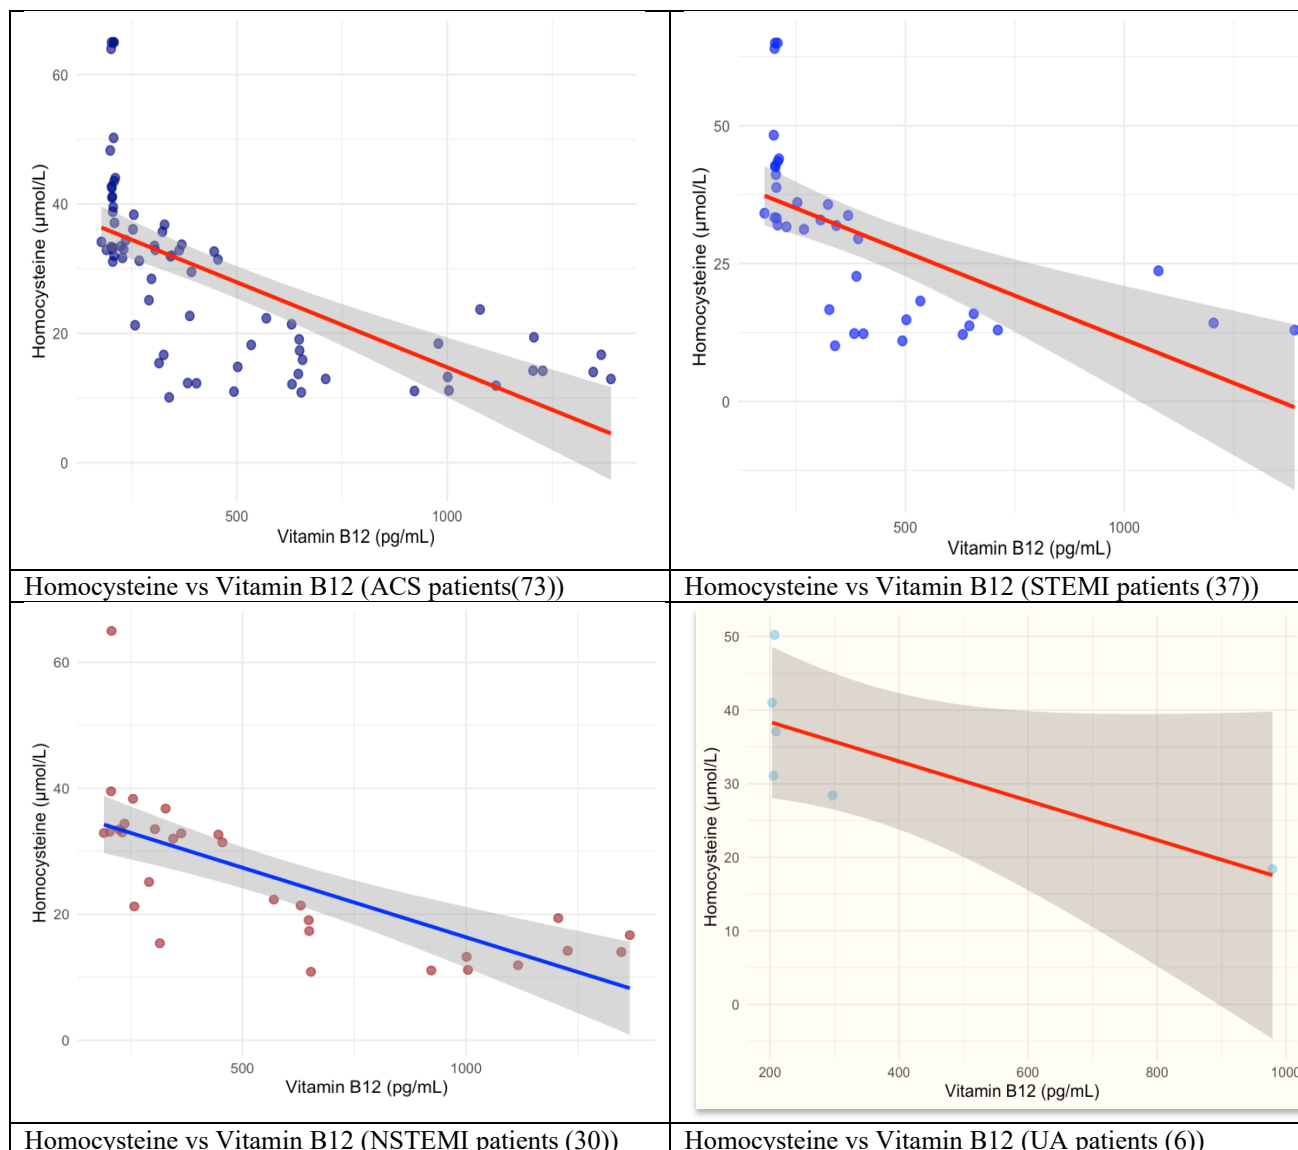 60
40
20
0
Homocysteine (μmol/L)
500
1000
Vitamin B12 (pg/mL)
50
25
0
Homocysteine (μmol/L)
500
1000
Vitamin B12 (pg/mL)
Homocysteine vs Vitamin B12 (ACS patients(73))
Homocysteine vs Vitamin B12 (STEMI patients (37))
60
40
20
0
Homocysteine (μmol/L)
500
1000
Vitamin B12 (pg/mL)
50
40
30
20
10
0
Homocysteine (μmol/L)
200
400
600
800
1000
Vitamin B12 (pg/mL)
Homocysteine vs Vitamin B12 (NSTEMI patients (30))
Homocysteine vs Vitamin B12 (UA patients (6))